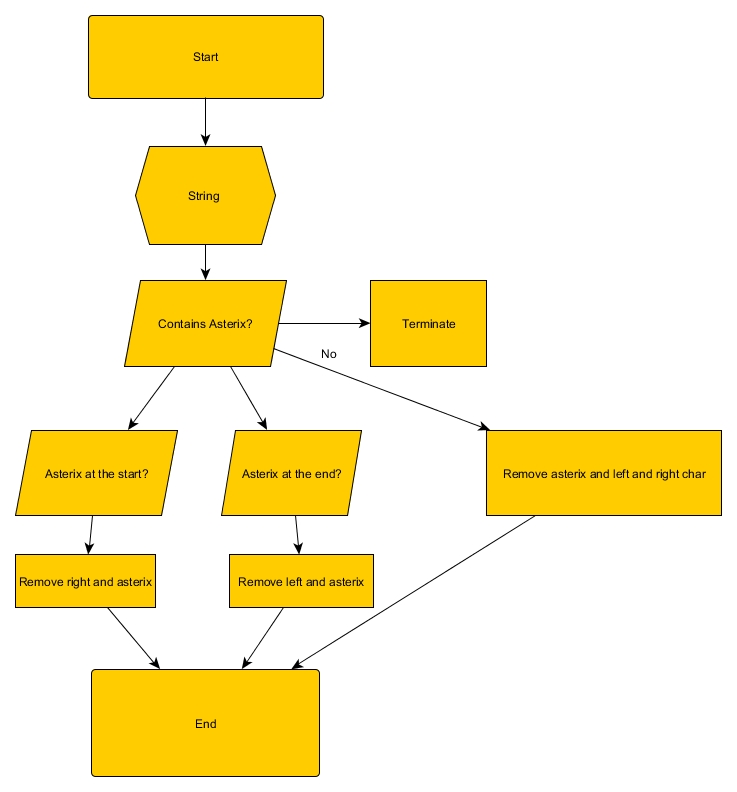 Start
String
Contains Asterix?
Terminate
No
Asterix at the start?
Asterix at the end?
Remove asterix and left and right char
Remove right and asterix
Remove left and asterix
End